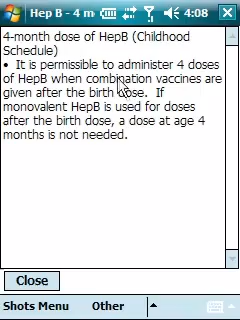 Hep B - 4 m
4:08
4-month dose of HepB (Childhood
Schedule)
• It is permissible to administer 4 doses
of HepB when combination vaccines are
given after the birth dose.  If
monovalent HepB is used for doses
after the birth dose, a dose at age 4
months is not needed.
Close
Shots Menu
Other